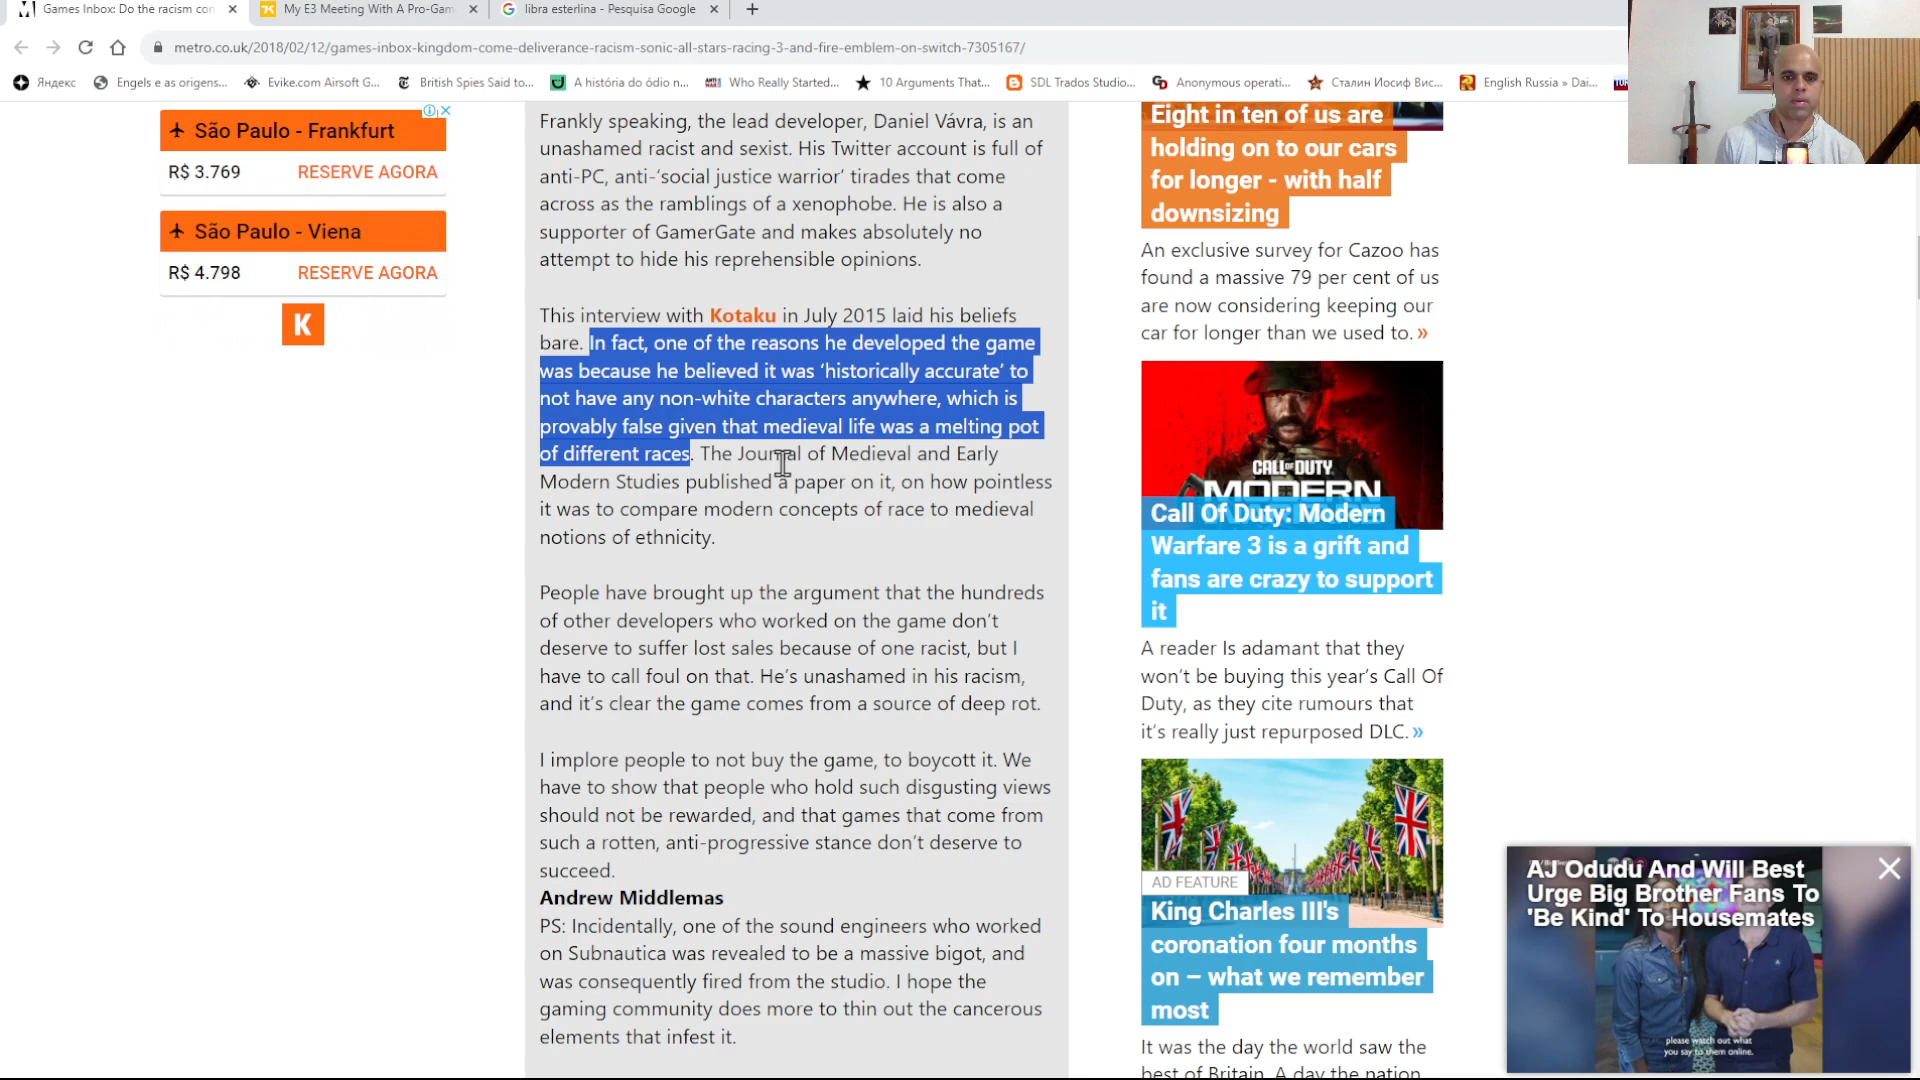 Games Inbox: Do the racism con
My E3 Meeting With A Pro-Gam
libra esterlina - Pesquisa Google
metro.co.uk/2018/02/12/games-inbox-kingdom-come-deliverance-racism-sonic-all-stars-racing-3-and-fire-emblem-on-switch-7305167/
Яндекс
Engels e as origens...
Evike.com Airsoft G...
British Spies Said to...
A história do ódio n...
Who Really Started...
10 Arguments That...
SDL Trados Studio...
Anonymous operati...
Сталин Иосиф Вис...
English Russia » Dai...
São Paulo - Frankfurt
R$ 3.769 RESERVE AGORA
São Paulo - Viena
R$ 4.798 RESERVE AGORA
K
Frankly speaking, the lead developer, Daniel Vávra, is an
unashamed racist and sexist. His Twitter account is full of
anti-PC, anti-‘social justice warrior’ tirades that come
across as the ramblings of a xenophobe. He is also a
supporter of GamerGate and makes absolutely no
attempt to hide his reprehensible opinions.
This interview with Kotaku in July 2015 laid his beliefs
bare. In fact, one of the reasons he developed the game
was because he believed it was ‘historically accurate’ to
not have any non-white characters anywhere, which is
provably false given that medieval life was a melting pot
of different races. The Journal of Medieval and Early
Modern Studies published a paper on it, on how pointless
it was to compare modern concepts of race to medieval
notions of ethnicity.
People have brought up the argument that the hundreds
of other developers who worked on the game don’t
deserve to suffer lost sales because of one racist, but I
have to call foul on that. He’s unashamed in his racism,
and it’s clear the game comes from a source of deep rot.
I implore people to not buy the game, to boycott it. We
have to show that people who hold such disgusting views
should not be rewarded, and that games that come from
such a rotten, anti-progressive stance don’t deserve to
succeed.
Andrew Middlemas
PS: Incidentally, one of the sound engineers who worked
on Subnautica was revealed to be a massive bigot, and
was consequently fired from the studio. I hope the
gaming community does more to thin out the cancerous
elements that infest it.
Eight in ten of us are
holding on to our cars
for longer - with half
downsizing
An exclusive survey for Cazoo has
found a massive 79 per cent of us
are now considering keeping our
car for longer than we used to. »
CALL OF DUTY
MODERN
Call Of Duty: Modern
Warfare 3 is a grift and
fans are crazy to support
it
A reader Is adamant that they
won’t be buying this year’s Call Of
Duty, as they cite rumours that
it’s really just repurposed DLC. »
AD FEATURE
King Charles III's
coronation four months
on – what we remember
most
It was the day the world saw the
best of Britain. A day the nation
AJ Odudu And Will Best
Urge Big Brother Fans To
'Be Kind' To Housemates
please watch out what
you say to them online.